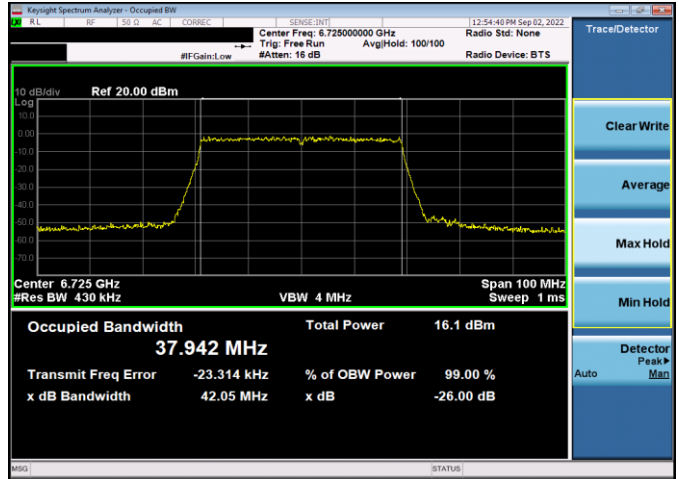 Keysight Spectrum Analyzer - Occupied BW
RL RF 50 Ω AC CORREC SENSE:INT 12:54:40 PM Sep 02, 2022
Center Freq: 6.725000000 GHz Radio Std: None
Trig: Free Run Avg|Hold: 100/100
#IFGain:Low #Atten: 16 dB Radio Device: BTS
Trace/Detector
10 dB/div Ref 20.00 dBm
Log
10.0
0.00
-10.0
-20.0
-30.0
-40.0
-50.0
-60.0
-70.0
Center 6.725 GHz Span 100 MHz
#Res BW 430 kHz VBW 4 MHz Sweep 1 ms
Occupied Bandwidth Total Power 16.1 dBm
37.942 MHz
Transmit Freq Error -23.314 kHz % of OBW Power 99.00 %
x dB Bandwidth 42.05 MHz x dB -26.00 dB
Clear Write
Average
Max Hold
Min Hold
Detector
Peak▶
Auto Man
MSG STATUS